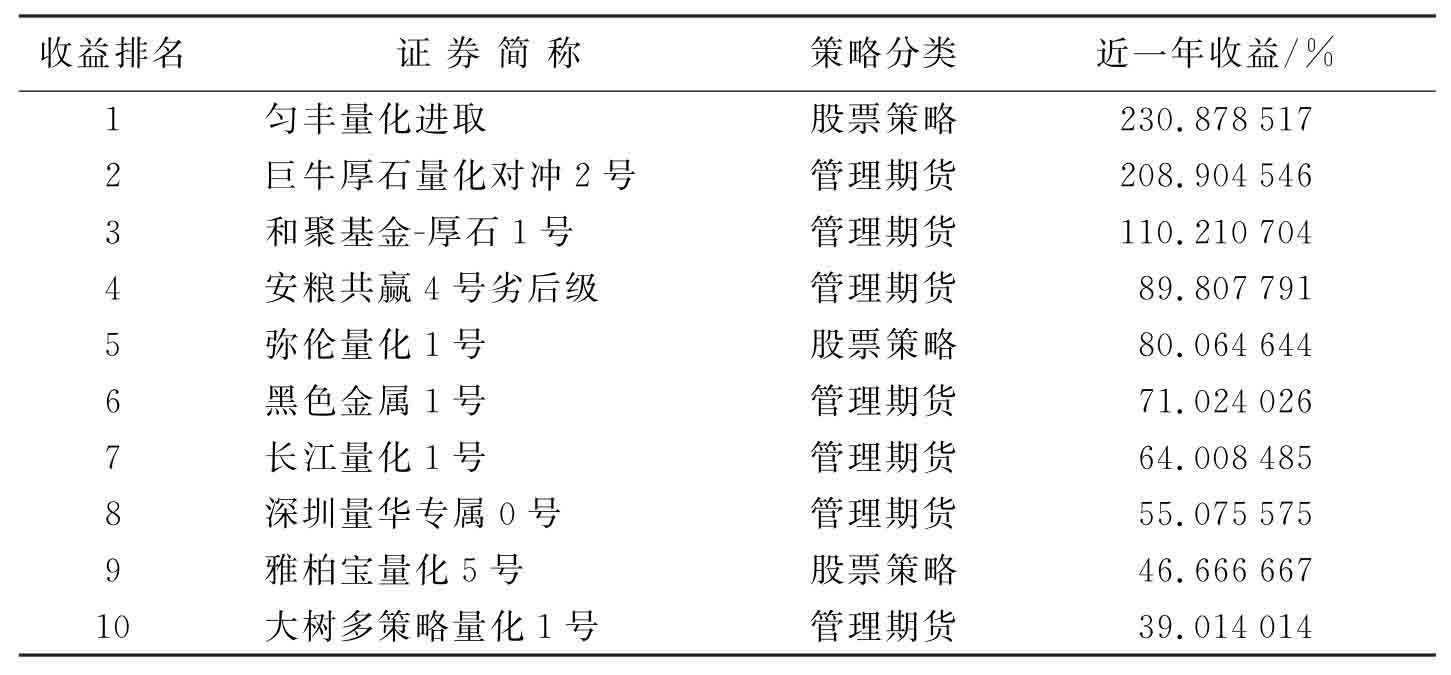 收益排名 证券简称 策略分类 近一年收益/%
1 匀丰量化进取 股票策略 230.878 517
2 巨牛厚石量化对冲2号 管理期货 208.904 546
3 和聚基金-厚石1号 管理期货 110.210 704
4 安粮共赢4号劣后级 管理期货 89.807 791
5 弥伦量化1号 股票策略 80.064 644
6 黑色金属1号 管理期货 71.024 026
7 长江量化1号 管理期货 64.008 485
8 深圳量华专属0号 管理期货 55.075 575
9 雅柏宝量化5号 股票策略 46.666 667
10 大树多策略量化1号 管理期货 39.014 014